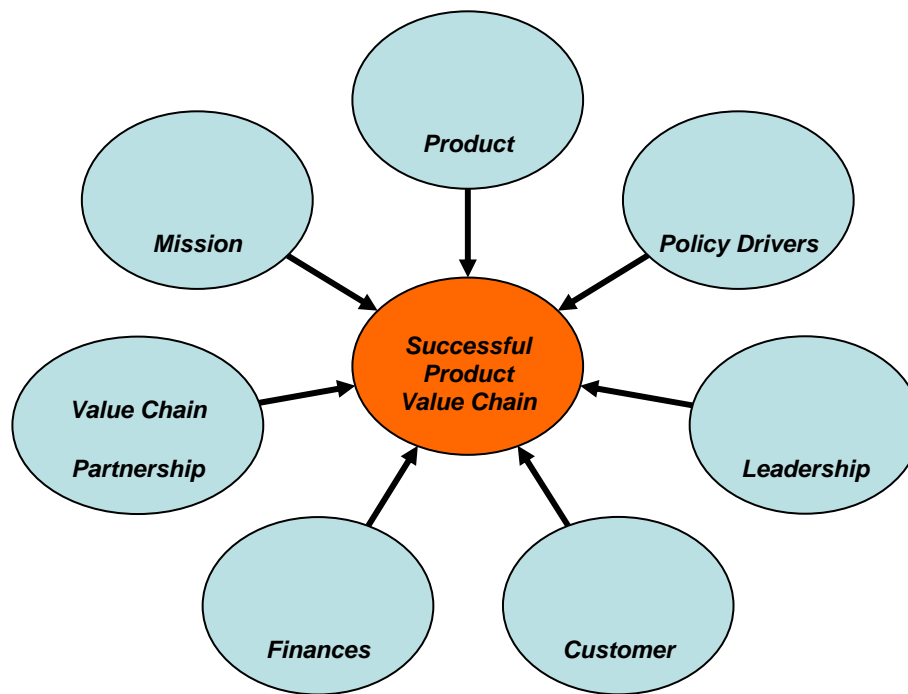 Product
Mission
Policy Drivers
Successful
Product
Value Chain
Value Chain
Partnership
Leadership
Finances
Customer